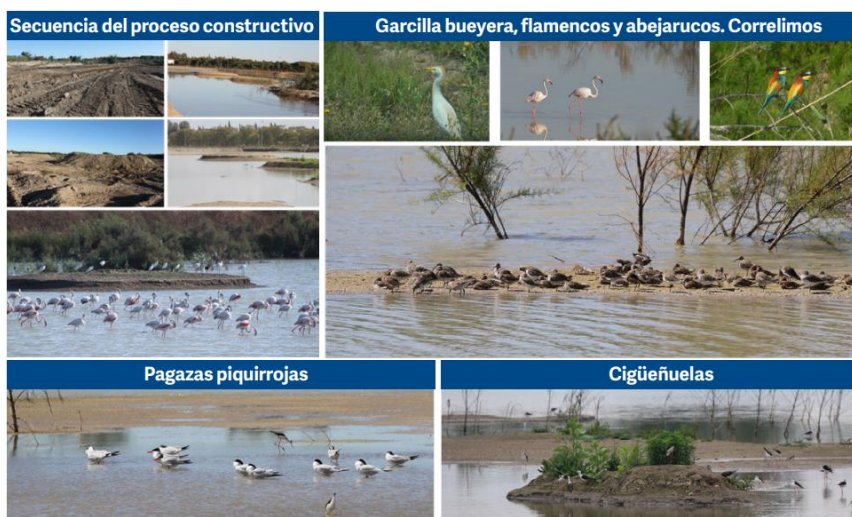 Secuencia del proceso constructivo
Garcilla bueyera, flamencos y abejarucos. Correlimos
Pagazas piquirrojas
Cigüeñuelas